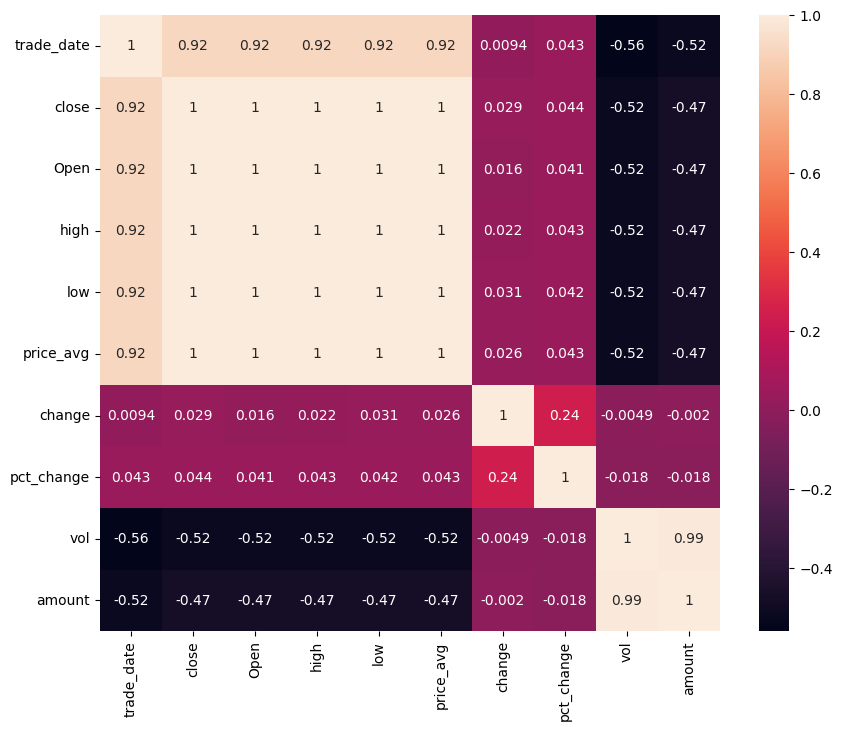 trade_date 1 0.92 0.92 0.92 0.92 0.92 0.0094 0.043 -0.56 -0.52
close 0.92 1 1 1 1 1 0.029 0.044 -0.52 -0.47
Open 0.92 1 1 1 1 1 0.016 0.041 -0.52 -0.47
high 0.92 1 1 1 1 1 0.022 0.043 -0.52 -0.47
low 0.92 1 1 1 1 1 0.031 0.042 -0.52 -0.47
price_avg 0.92 1 1 1 1 1 0.026 0.043 -0.52 -0.47
change 0.0094 0.029 0.016 0.022 0.031 0.026 1 0.24 -0.0049 -0.002
pct_change 0.043 0.044 0.041 0.043 0.042 0.043 0.24 1 -0.018 -0.018
vol -0.56 -0.52 -0.52 -0.52 -0.52 -0.52 -0.0049 -0.018 1 0.99
amount -0.52 -0.47 -0.47 -0.47 -0.47 -0.47 -0.002 -0.018 0.99 1
trade_date close Open high low price_avg change pct_change vol amount
1.0
0.8
0.6
0.4
0.2
0.0
−0.2
−0.4